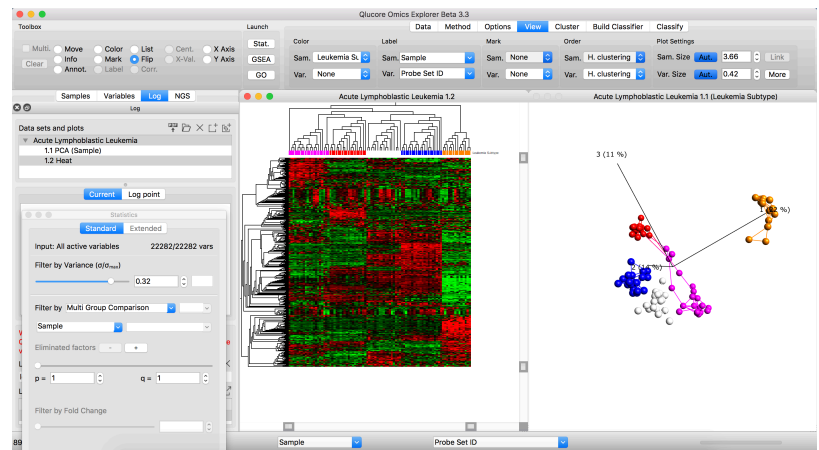 Qlucore Omics Explorer Beta 3.3
Toolbox
Launch
Data Method Options View Cluster Build Classifier Classify
Multi. Move Color List Cent. X Axis
Info Mark Flip X-Val. Y Axis
Clear Annot. Label Corr.
Stat.
GSEA
GO
Color Label Mark Order Plot Settings
Sam. Leukemia Su Sam. Sample Sam. None Sam. H. clustering Sam. Size Aut. 3.66 Link
Var. None Var. Probe Set ID Var. None Var. H. clustering Var. Size Aut. 0.42 More
Samples Variables Log NGS
Log
Data sets and plots
Acute Lymphoblastic Leukemia
1.1 PCA (Sample)
1.2 Heat
Current Log point
Statistics
Standard Extended
Input: All active variables 22282/22282 vars
Filter by Variance (σ/σmax)
0.32
Filter by Multi Group Comparison
Sample
Eliminated factors - +
p = 1 q = 1
Filter by Fold Change
89
Acute Lymphoblastic Leukemia 1.2
Leukemia Subtype
Acute Lymphoblastic Leukemia 1.1 (Leukemia Subtype)
3 (11 %)
Sample Probe Set ID